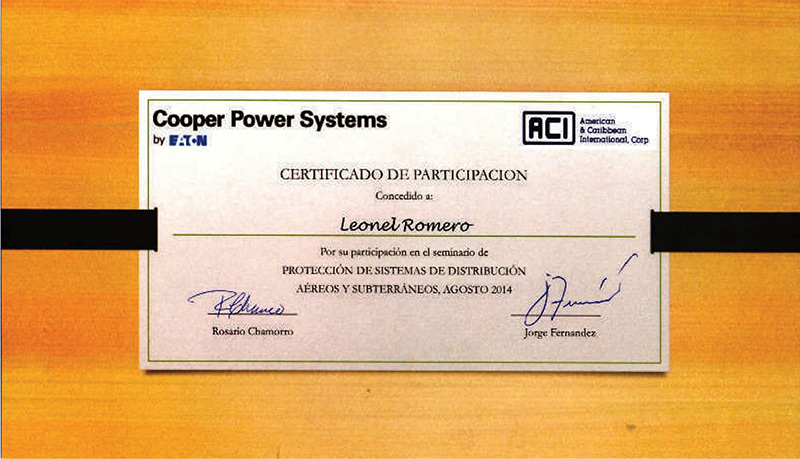 Cooper Power Systems
by EATON
ACI
American
& Caribbean
International, Corp
CERTIFICADO DE PARTICIPACION
Concedido a:
Leonel Romero
Por su participación en el seminario de
PROTECCIÓN DE SISTEMAS DE DISTRIBUCIÓN
AÉREOS Y SUBTERRÁNEOS, AGOSTO 2014
Rosario Chamorro
Jorge Fernandez